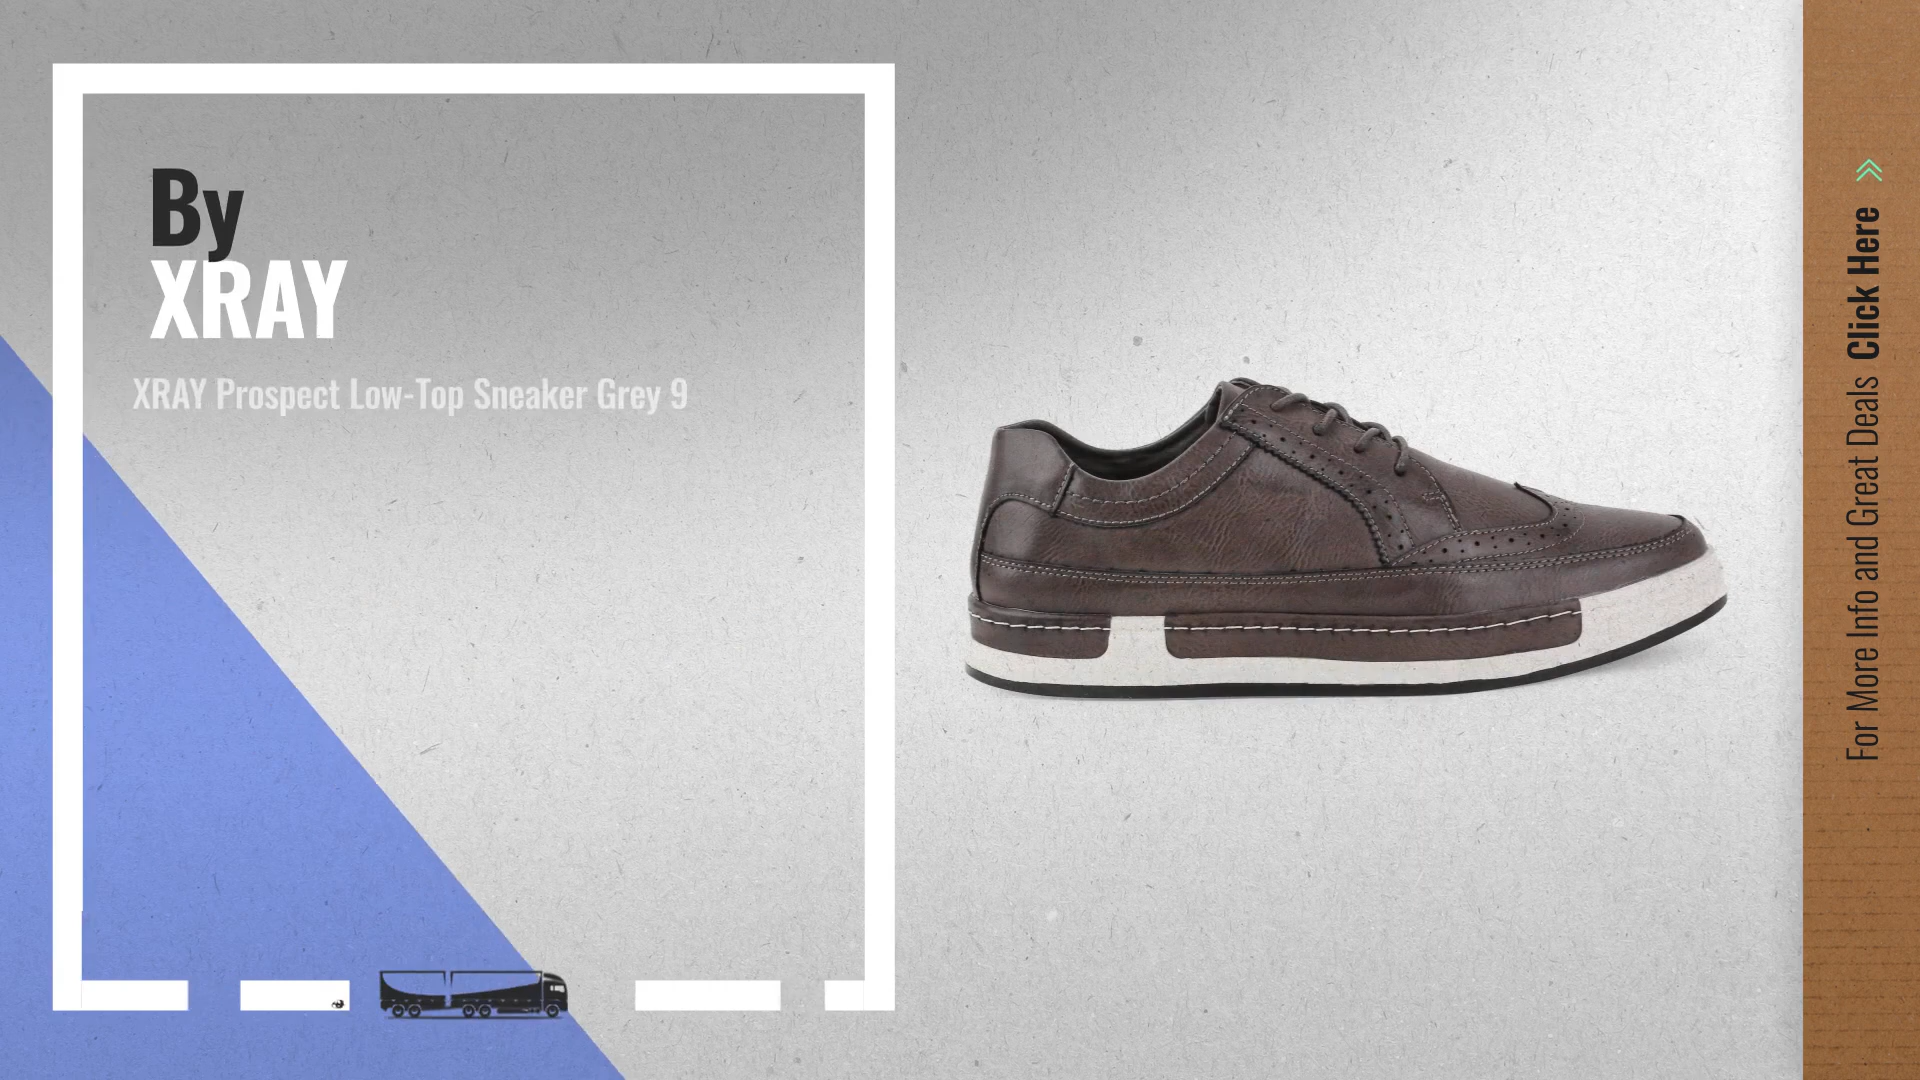 By
XRAY
XRAY Prospect Low-Top Sneaker Grey 9
For More Info and Great Deals Click Here